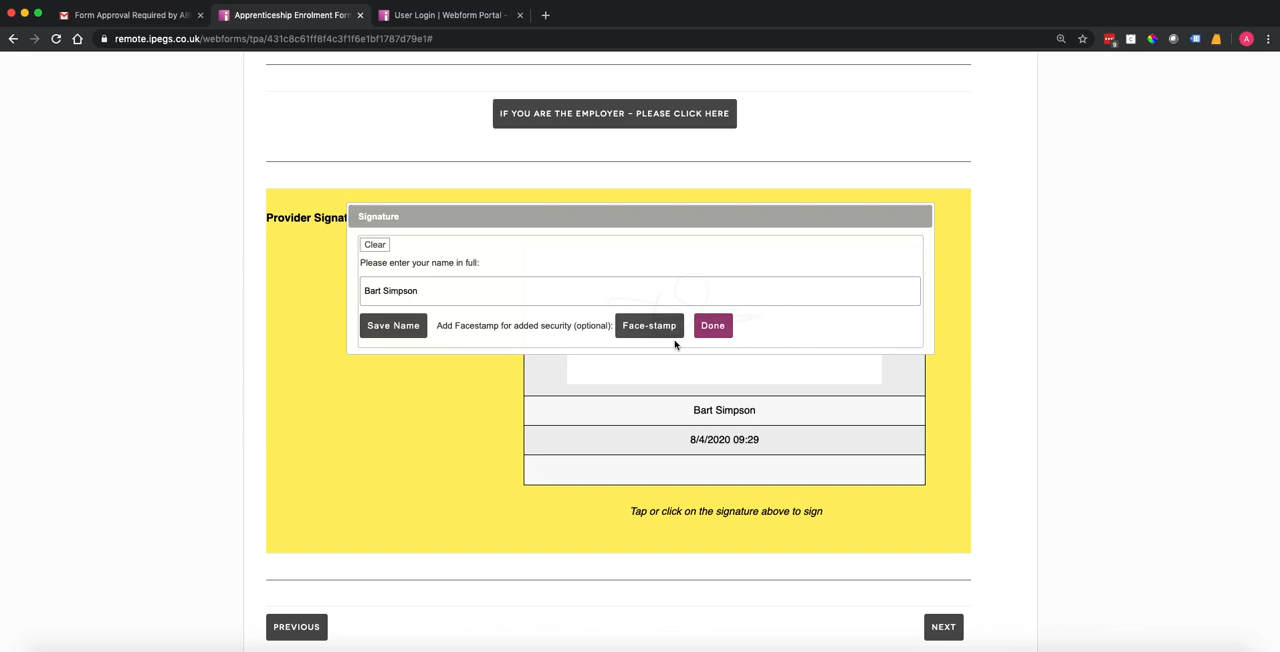 Form Approval Required by AB
Apprenticeship Enrolment Form
User Login | Webform Portal -
remote.ipegs.co.uk/webforms/tpa/431c8c61ff8f4c3f1f6e1bf1787d79e1#
9
A
IF YOU ARE THE EMPLOYER – PLEASE CLICK HERE
Provider Signat
Signature
Clear
Please enter your name in full:
Bart Simpson
Save Name Add Facestamp for added security (optional): Face-stamp Done
Bart Simpson
8/4/2020 09:29
Tap or click on the signature above to sign
PREVIOUS NEXT